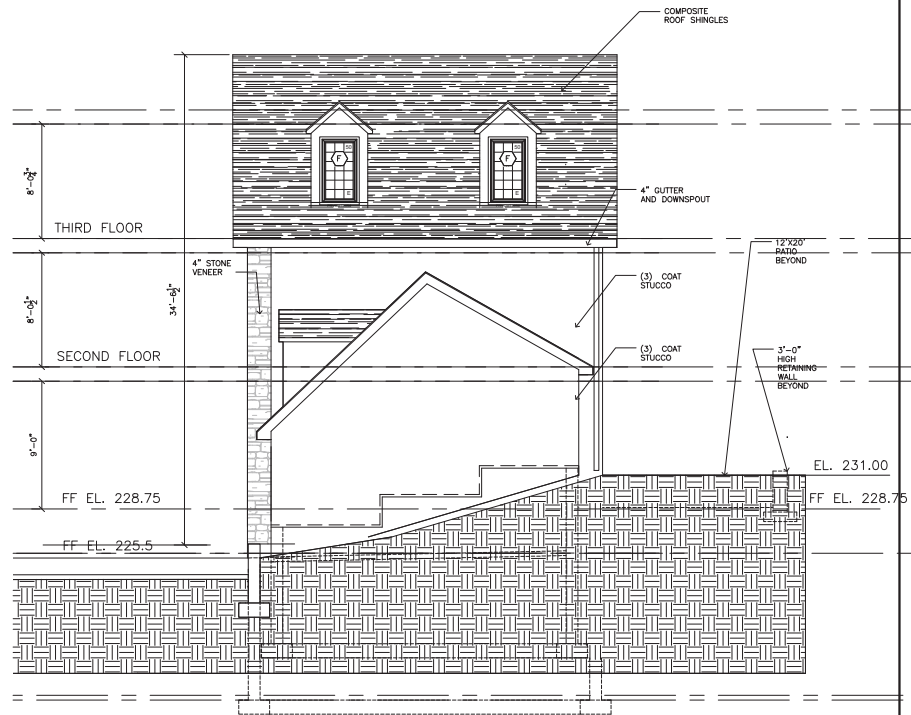 COMPOSITE
ROOF SHINGLES
8'-0¾"
F
F
4" GUTTER
AND DOWNSPOUT
THIRD FLOOR
4" STONE
VENEER
12'X20'
PATIO
BEYOND
(3) COAT
STUCCO
8'-0½"
34'-6½"
SECOND FLOOR
(3) COAT
STUCCO
3'-0"
HIGH
RETAINING
WALL
BEYOND
9'-0"
EL. 231.00
FF EL. 228.75
FF EL. 228.75
FF EL. 225.5